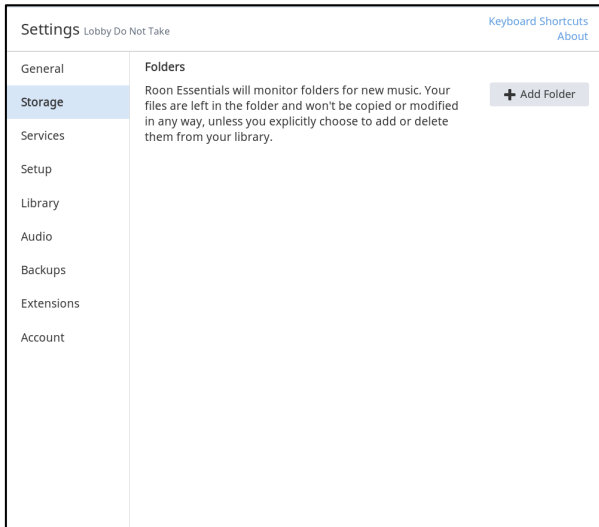 Settings Lobby Do Not Take
Keyboard Shortcuts
About
General
Storage
Services
Setup
Library
Audio
Backups
Extensions
Account
Folders
Roon Essentials will monitor folders for new music. Your
files are left in the folder and won't be copied or modified
in any way, unless you explicitly choose to add or delete
them from your library.
Add Folder